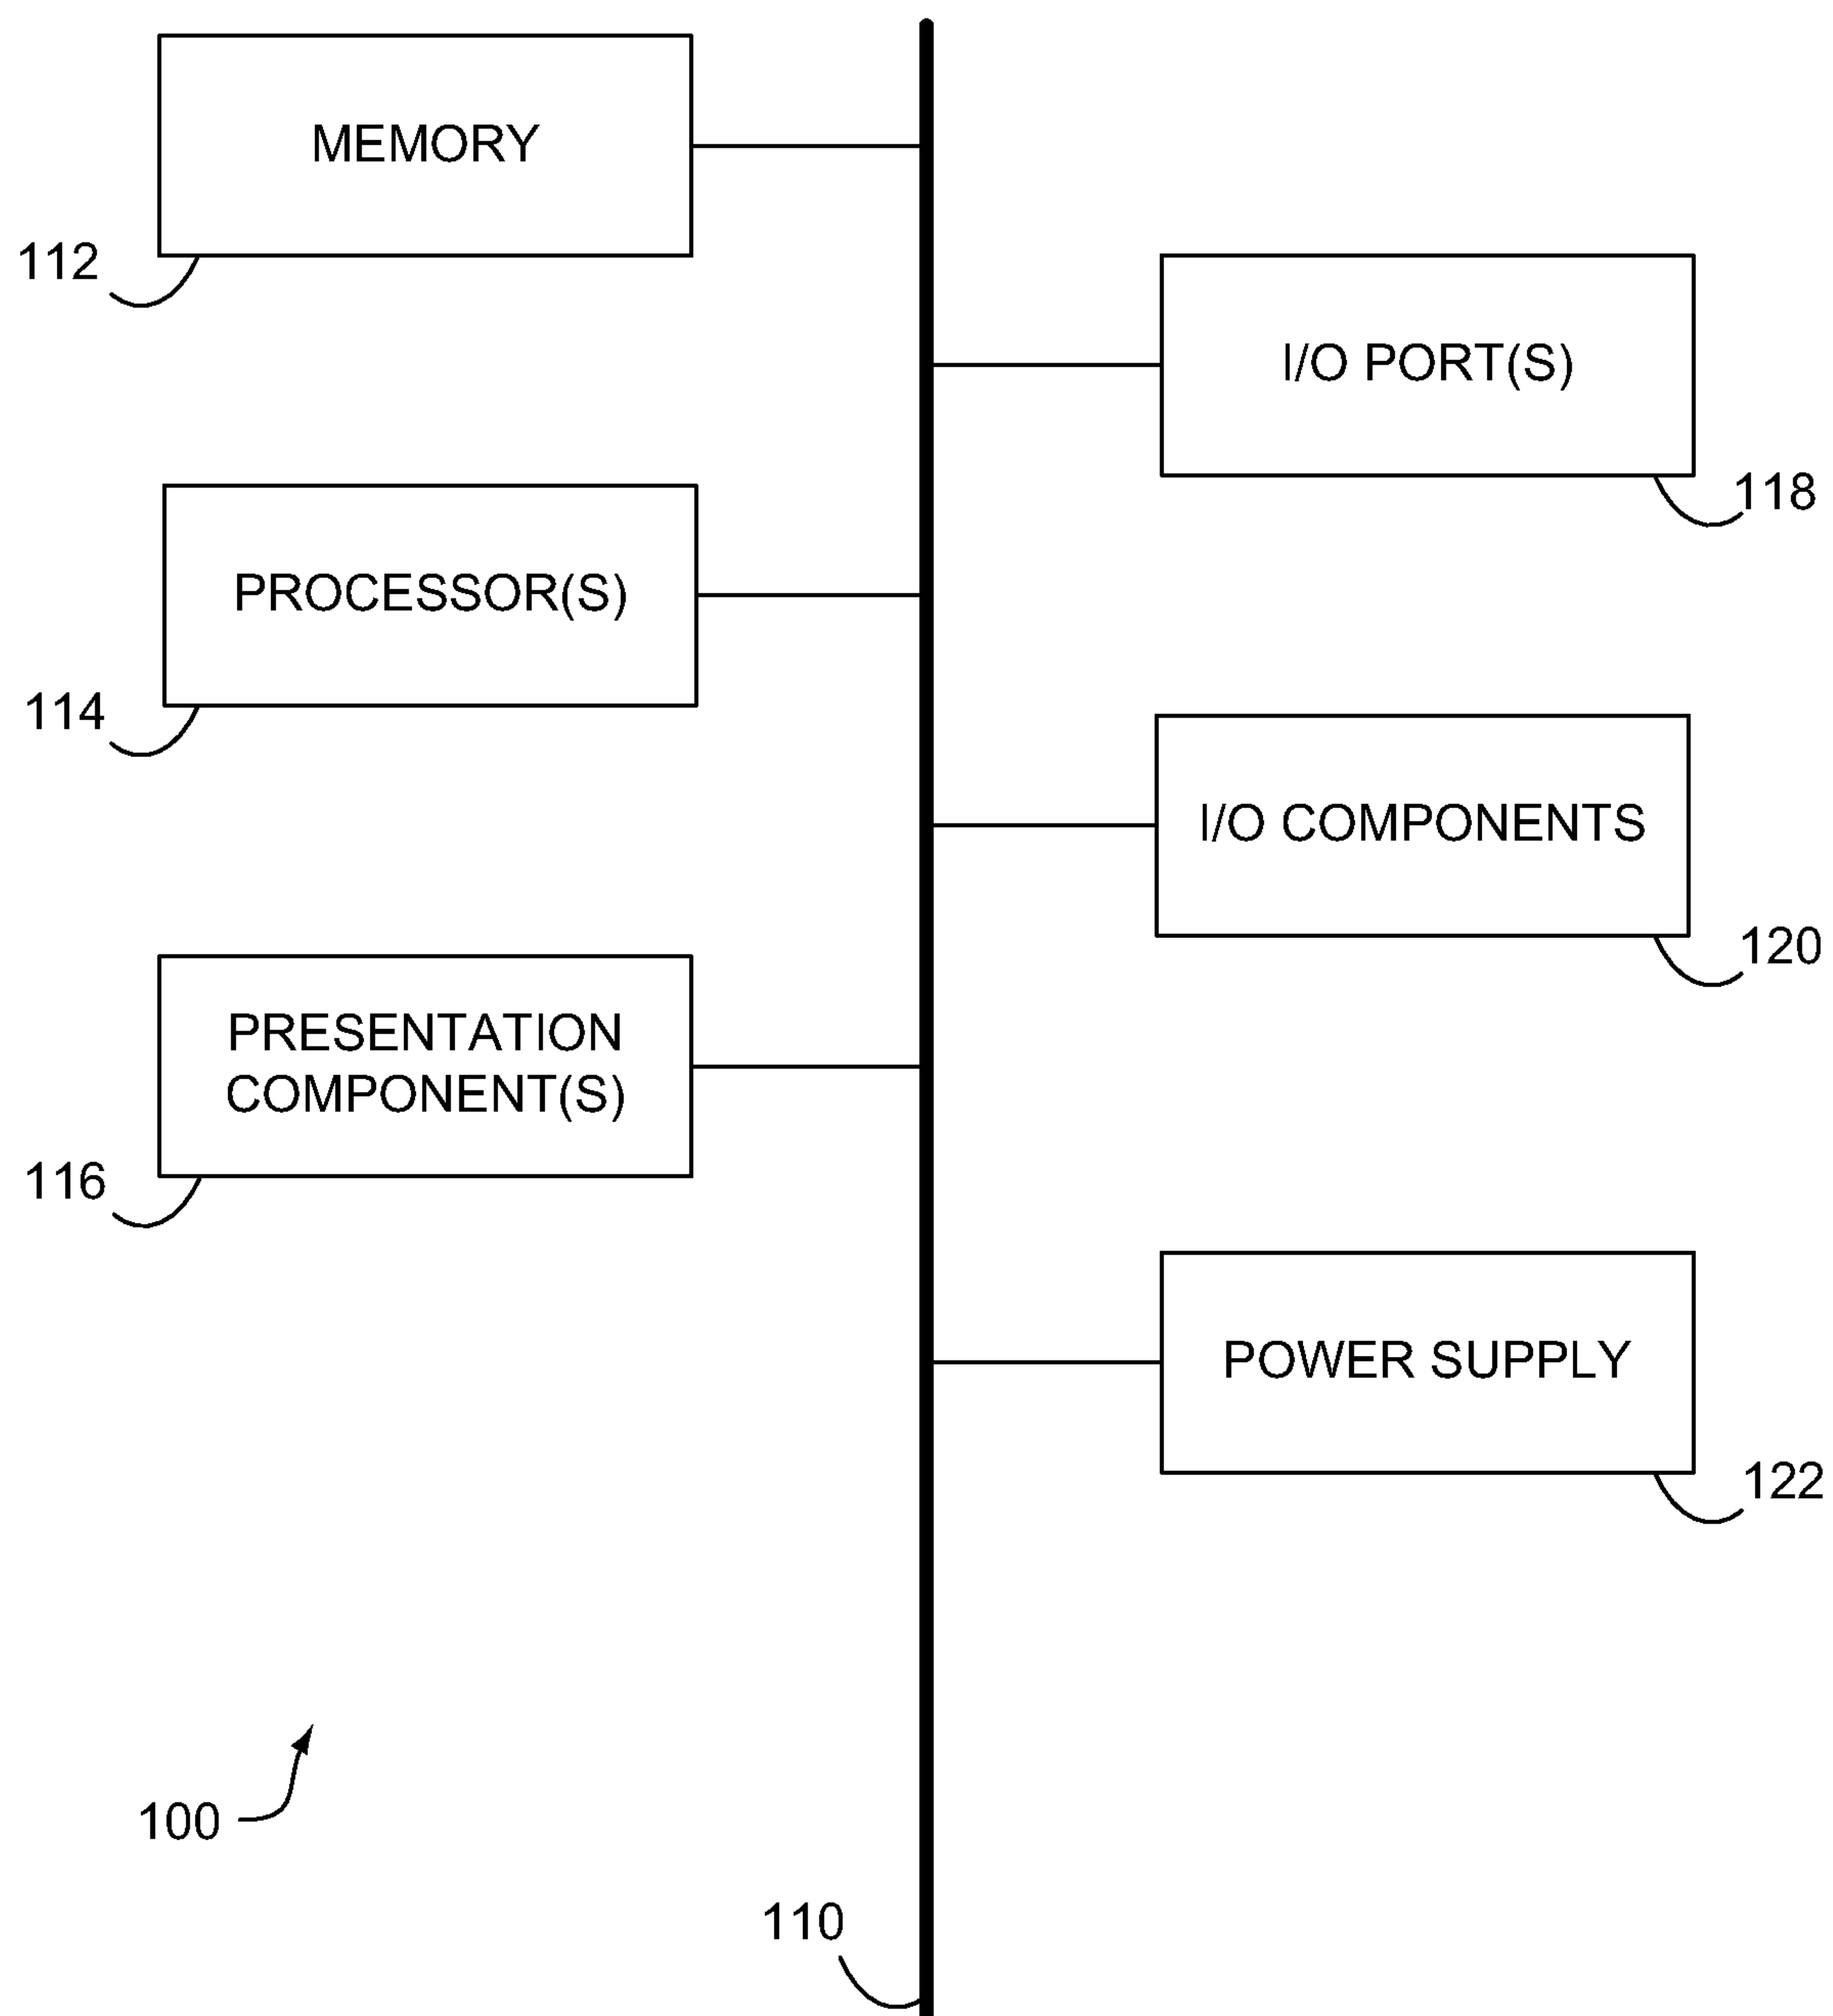 MEMORY
112
I/O PORT(S)
118
PROCESSOR(S)
114
I/O COMPONENTS
120
PRESENTATION
COMPONENT(S)
116
POWER SUPPLY
122
100
110